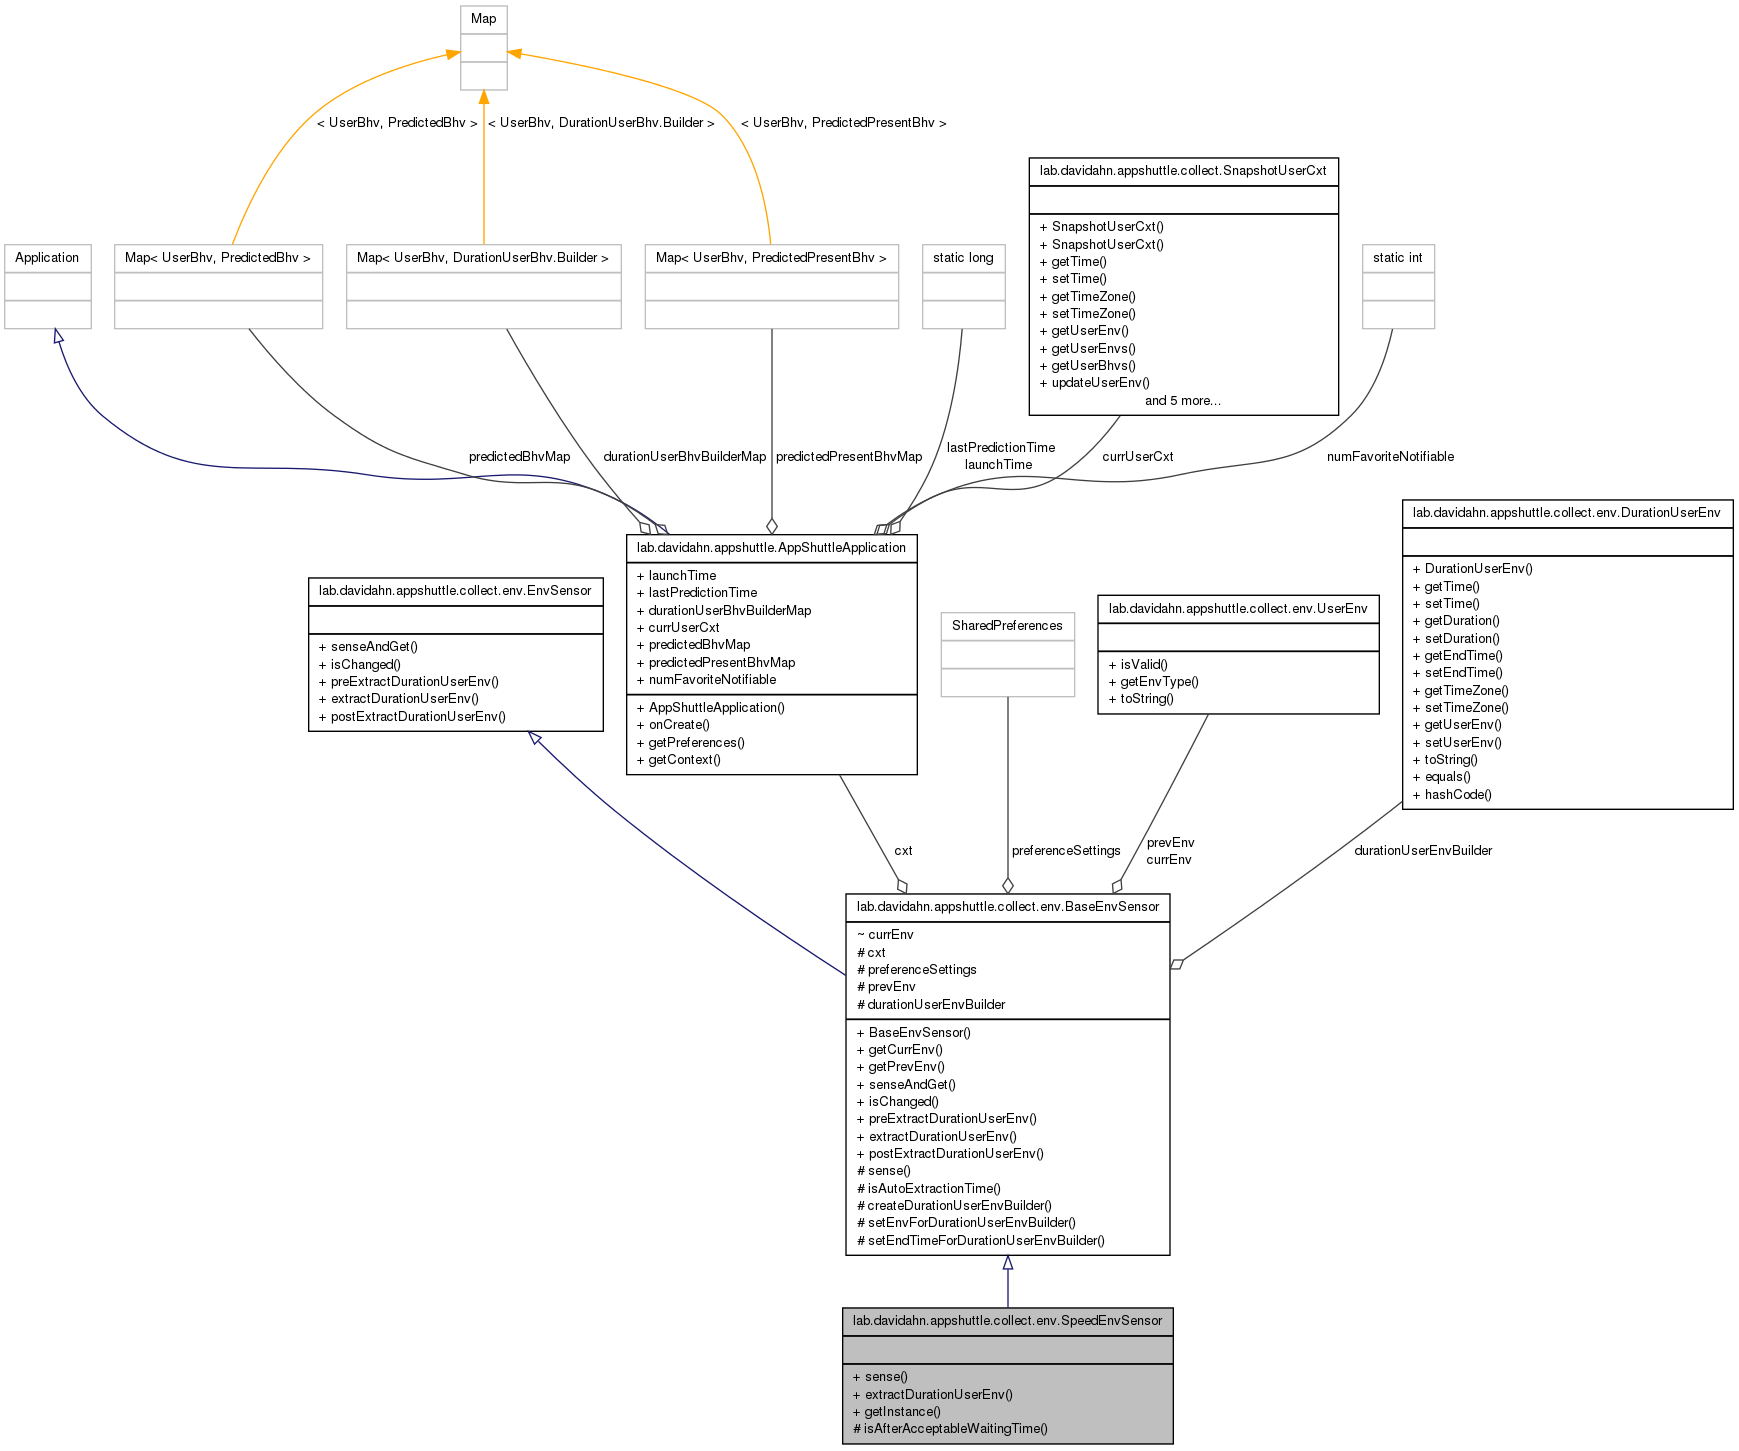 Map
< UserBhv, PredictedBhv >
< UserBhv, DurationUserBhv.Builder >
< UserBhv, PredictedPresentBhv >
lab.davidahn.appshuttle.collect.SnapshotUserCxt
+ SnapshotUserCxt()
+ SnapshotUserCxt()
+ getTime()
+ setTime()
+ getTimeZone()
+ setTimeZone()
+ getUserEnv()
+ getUserEnvs()
+ getUserBhvs()
+ updateUserEnv()
and 5 more...
Application
Map< UserBhv, PredictedBhv >
Map< UserBhv, DurationUserBhv.Builder >
Map< UserBhv, PredictedPresentBhv >
static long
static int
predictedBhvMap
durationUserBhvBuilderMap
predictedPresentBhvMap
lastPredictionTime
launchTime
currUserCxt
numFavoriteNotifiable
lab.davidahn.appshuttle.collect.env.EnvSensor
+ senseAndGet()
+ isChanged()
+ preExtractDurationUserEnv()
+ extractDurationUserEnv()
+ postExtractDurationUserEnv()
lab.davidahn.appshuttle.AppShuttleApplication
+ launchTime
+ lastPredictionTime
+ durationUserBhvBuilderMap
+ currUserCxt
+ predictedBhvMap
+ predictedPresentBhvMap
+ numFavoriteNotifiable
+ AppShuttleApplication()
+ onCreate()
+ getPreferences()
+ getContext()
SharedPreferences
lab.davidahn.appshuttle.collect.env.UserEnv
+ isValid()
+ getEnvType()
+ toString()
lab.davidahn.appshuttle.collect.env.DurationUserEnv
+ DurationUserEnv()
+ getTime()
+ setTime()
+ getDuration()
+ setDuration()
+ getEndTime()
+ setEndTime()
+ getTimeZone()
+ setTimeZone()
+ getUserEnv()
+ setUserEnv()
+ toString()
+ equals()
+ hashCode()
cxt
preferenceSettings
prevEnv
currEnv
durationUserEnvBuilder
lab.davidahn.appshuttle.collect.env.BaseEnvSensor
~ currEnv
# cxt
# preferenceSettings
# prevEnv
# durationUserEnvBuilder
+ BaseEnvSensor()
+ getCurrEnv()
+ getPrevEnv()
+ senseAndGet()
+ isChanged()
+ preExtractDurationUserEnv()
+ extractDurationUserEnv()
+ postExtractDurationUserEnv()
# sense()
# isAutoExtractionTime()
# createDurationUserEnvBuilder()
# setEnvForDurationUserEnvBuilder()
# setEndTimeForDurationUserEnvBuilder()
lab.davidahn.appshuttle.collect.env.SpeedEnvSensor
+ sense()
+ extractDurationUserEnv()
+ getInstance()
# isAfterAcceptableWaitingTime()